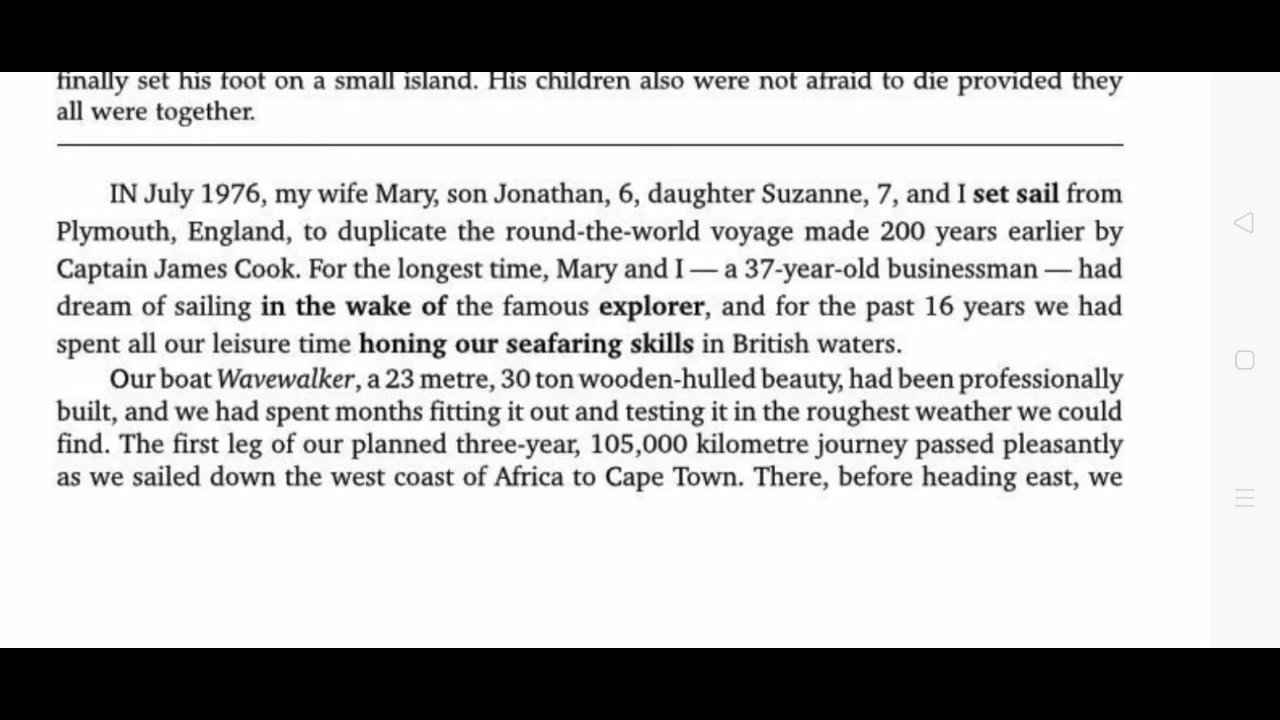 finally set his foot on a small island. His children also were not afraid to die provided they
all were together.
IN July 1976, my wife Mary, son Jonathan, 6, daughter Suzanne, 7, and I set sail from
Plymouth, England, to duplicate the round-the-world voyage made 200 years earlier by
Captain James Cook. For the longest time, Mary and I — a 37-year-old businessman — had
dream of sailing in the wake of the famous explorer, and for the past 16 years we had
spent all our leisure time honing our seafaring skills in British waters.
Our boat Wavewalker, a 23 metre, 30 ton wooden-hulled beauty, had been professionally
built, and we had spent months fitting it out and testing it in the roughest weather we could
find. The first leg of our planned three-year, 105,000 kilometre journey passed pleasantly
as we sailed down the west coast of Africa to Cape Town. There, before heading east, we